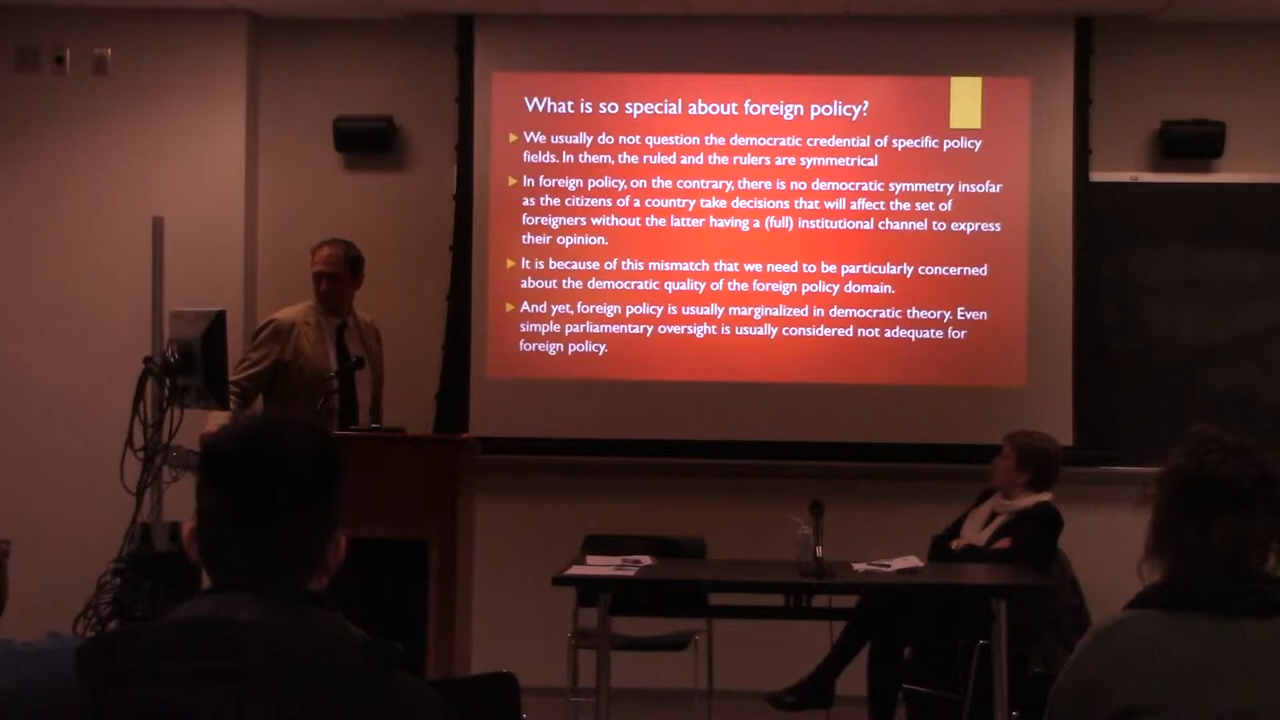 What is so special about foreign policy?
We usually do not question the democratic credential of specific policy
fields. In them, the ruled and the rulers are symmetrical
In foreign policy, on the contrary, there is no democratic symmetry insofar
as the citizens of a country take decisions that will affect the set of
foreigners without the latter having a (full) institutional channel to express
their opinion.
It is because of this mismatch that we need to be particularly concerned
about the democratic quality of the foreign policy domain.
And yet, foreign policy is usually marginalized in democratic theory. Even
simple parliamentary oversight is usually considered not adequate for
foreign policy.